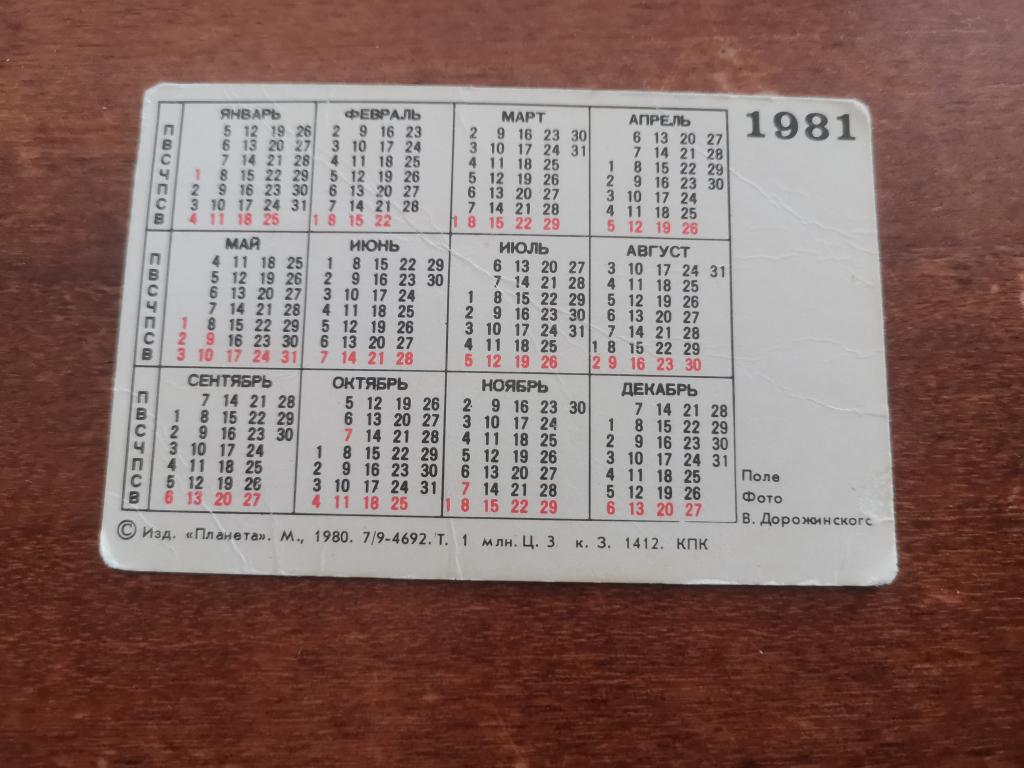 1981
ЯНВАРЬ ФЕВРАЛЬ МАРТ АПРЕЛЬ
П 5 12 19 26 2 9 16 23 2 9 16 23 30 6 13 20 27
В 6 13 20 27 3 10 17 24 3 10 17 24 31 7 14 21 28
С 7 14 21 28 4 11 18 25 4 11 18 25 1 8 15 22 29
Ч 1 8 15 22 29 5 12 19 26 5 12 19 26 2 9 16 23 30
П 2 9 16 23 30 6 13 20 27 6 13 20 27 3 10 17 24
С 3 10 17 24 31 7 14 21 28 7 14 21 28 4 11 18 25
В 4 11 18 25 1 8 15 22 1 8 15 22 29 5 12 19 26
МАЙ ИЮНЬ ИЮЛЬ АВГУСТ
П 4 11 18 25 1 8 15 22 29 6 13 20 27 3 10 17 24 31
В 5 12 19 26 2 9 16 23 30 7 14 21 28 4 11 18 25
С 6 13 20 27 3 10 17 24 1 8 15 22 29 5 12 19 26
Ч 7 14 21 28 4 11 18 25 2 9 16 23 30 6 13 20 27
П 1 8 15 22 29 5 12 19 26 3 10 17 24 31 7 14 21 28
С 2 9 16 23 30 6 13 20 27 4 11 18 25 1 8 15 22 29
В 3 10 17 24 31 7 14 21 28 5 12 19 26 2 9 16 23 30
СЕНТЯБРЬ ОКТЯБРЬ НОЯБРЬ ДЕКАБРЬ
П 7 14 21 28 5 12 19 26 2 9 16 23 30 7 14 21 28
В 1 8 15 22 29 6 13 20 27 3 10 17 24 1 8 15 22 29
С 2 9 16 23 30 7 14 21 28 4 11 18 25 2 9 16 23 30
Ч 3 10 17 24 1 8 15 22 29 5 12 19 26 3 10 17 24 31
П 4 11 18 25 2 9 16 23 30 6 13 20 27 4 11 18 25
С 5 12 19 26 3 10 17 24 31 7 14 21 28 5 12 19 26
В 6 13 20 27 4 11 18 25 1 8 15 22 29 6 13 20 27
Поле
Фото
В. Дорожинского
© Изд. «Планета». М., 1980. 7/9-4692. Т. 1 млн. Ц. 3 к. З. 1412. КПК